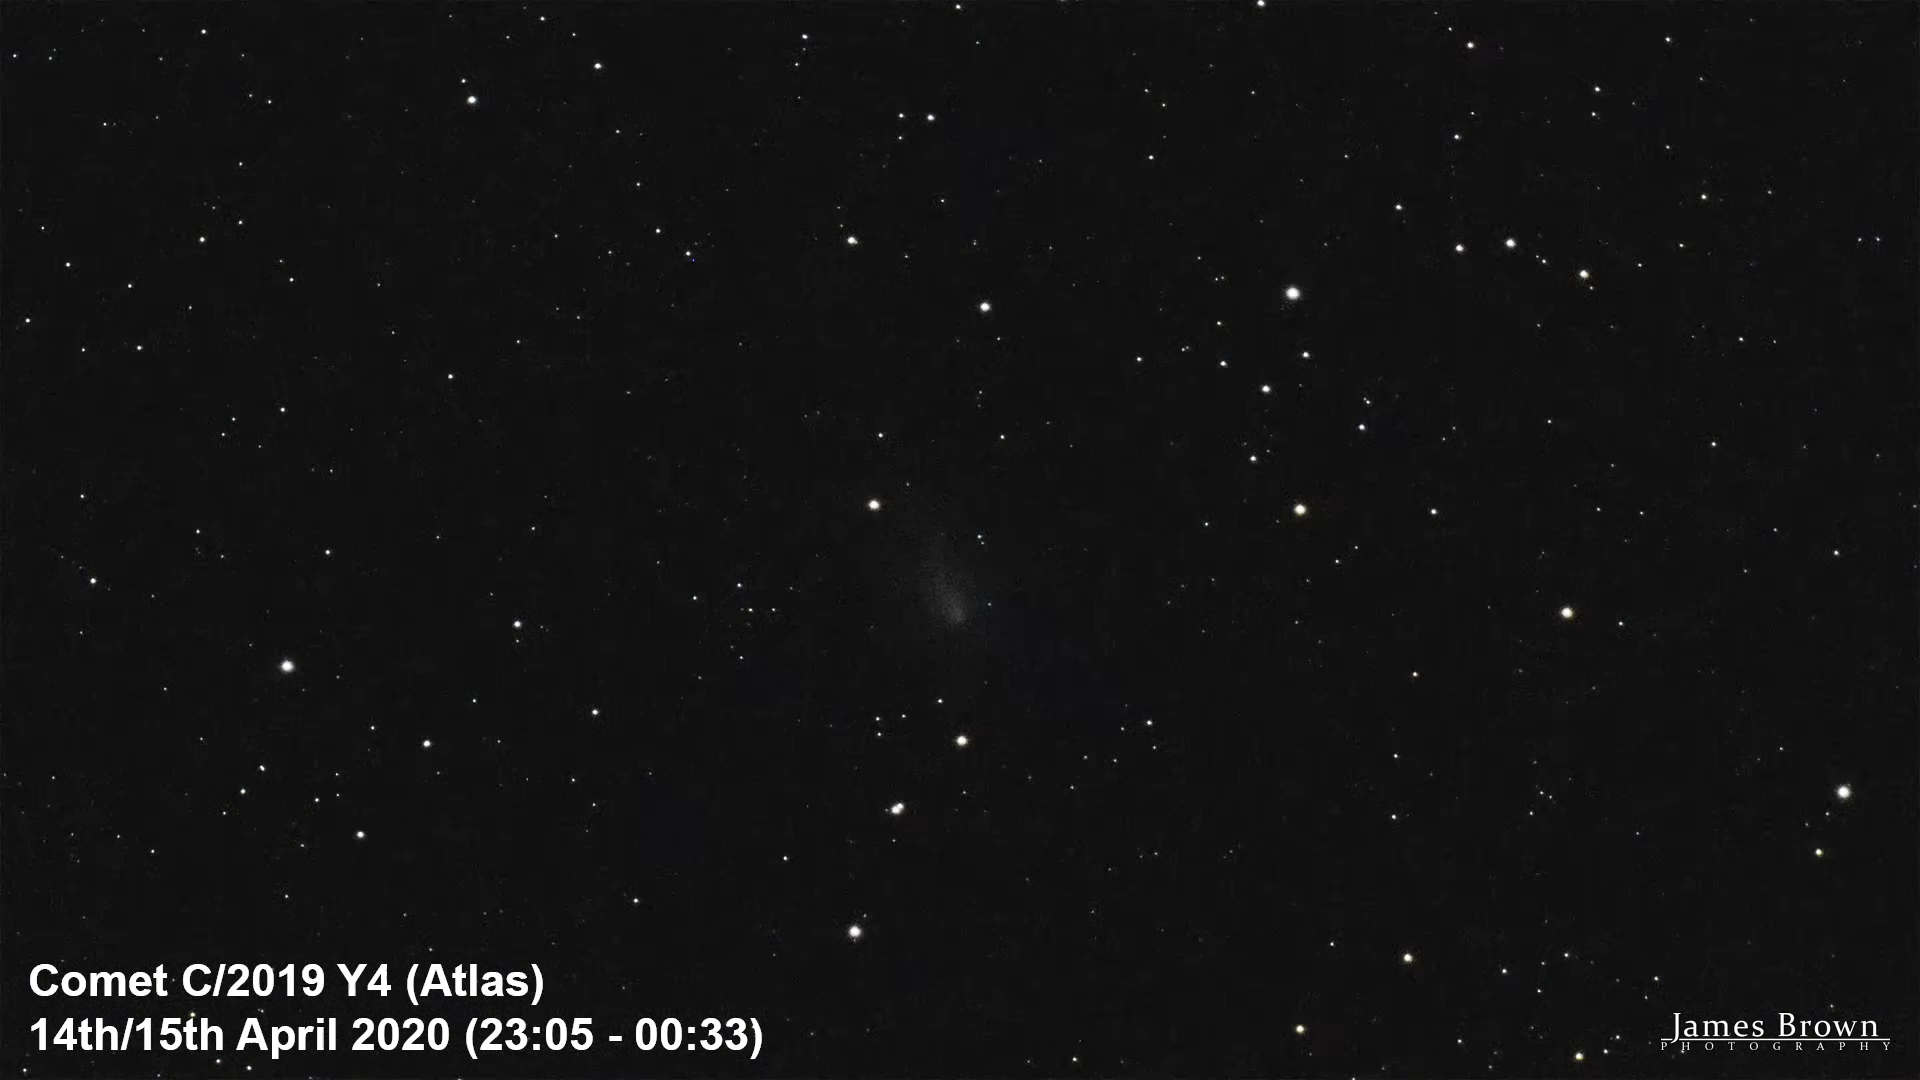 Comet C/2019 Y4 (Atlas)
14th/15th April 2020 (23:05 - 00:33)
James Brown
PHOTOGRAPHY